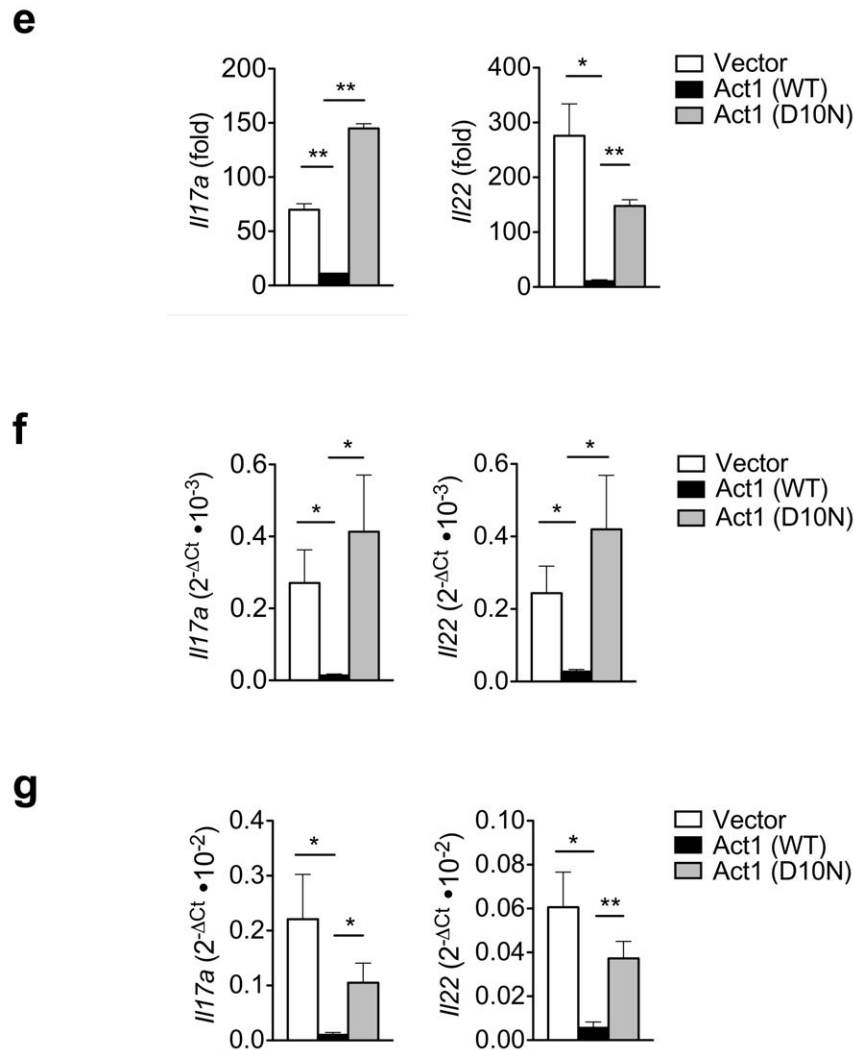 e
Il17a (fold)
200
150
100
50
0
**
**
Il22 (fold)
400
300
200
100
0
*
**
Vector
Act1 (WT)
Act1 (D10N)
f
Il17a (2-ΔCt •10-3)
0.6
0.4
0.2
0.0
*
*
Il22 (2-ΔCt •10-3)
0.6
0.4
0.2
0.0
*
*
Vector
Act1 (WT)
Act1 (D10N)
g
Il17a (2-ΔCt •10-2)
0.4
0.3
0.2
0.1
0.0
*
*
Il22 (2-ΔCt •10-2)
0.10
0.08
0.06
0.04
0.02
0.00
*
**
Vector
Act1 (WT)
Act1 (D10N)